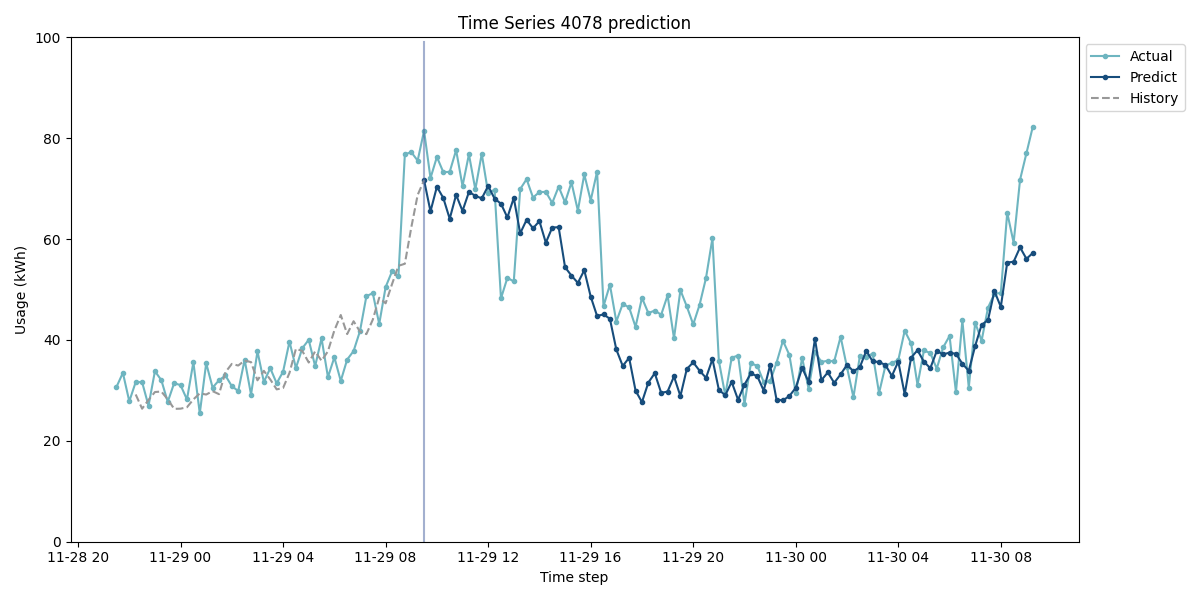 Time Series 4078 prediction
Actual
Predict
History
Usage (kWh)
100
80
60
40
20
0
11-28 20 11-29 00 11-29 04 11-29 08 11-29 12 11-29 16 11-29 20 11-30 00 11-30 04 11-30 08
Time step